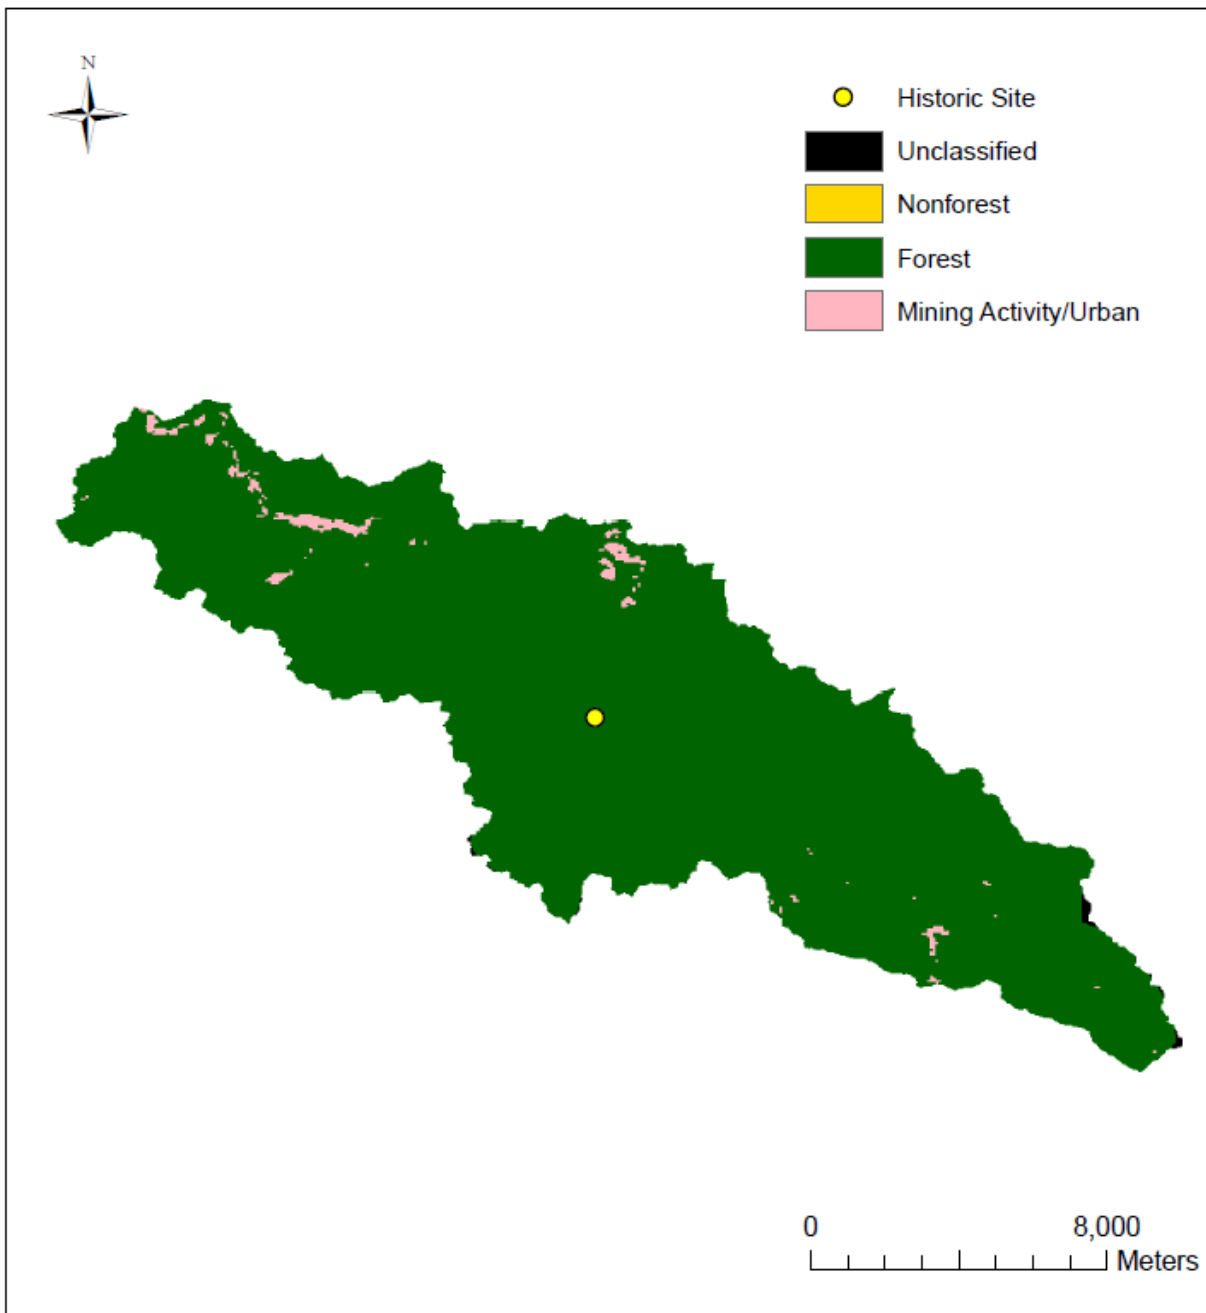 N
Historic Site
Unclassified
Nonforest
Forest
Mining Activity/Urban
0 8,000
Meters